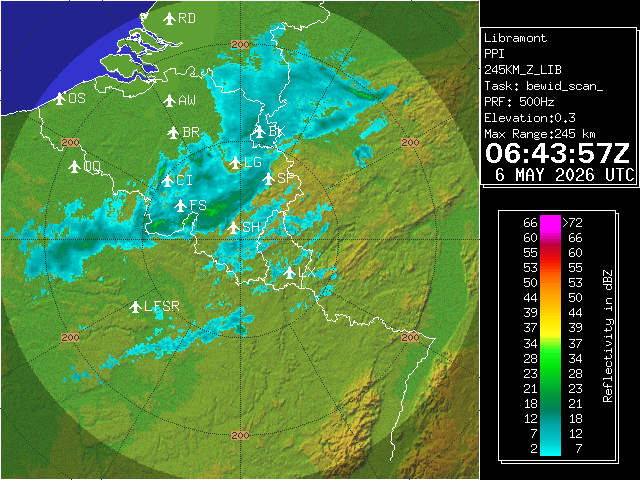 Libramont
PPI
245KM_Z_LIB
Task: bewid_scan_
PRF: 500Hz
Elevation:0.3
Max Range:245 km
06:43:57Z
6 MAY 2026 UTC
RD
200
OS
AW
BR
200
200
LG
CI
SP
FS
SH
LX
LFSR
200
200
200
66 >72
60 66
55 60
53 55
50 53
44 50
39 44
37 39
34 37
28 34
23 28
21 23
18 21
12 18
7 12
2 7
Reflectivity in dBZ